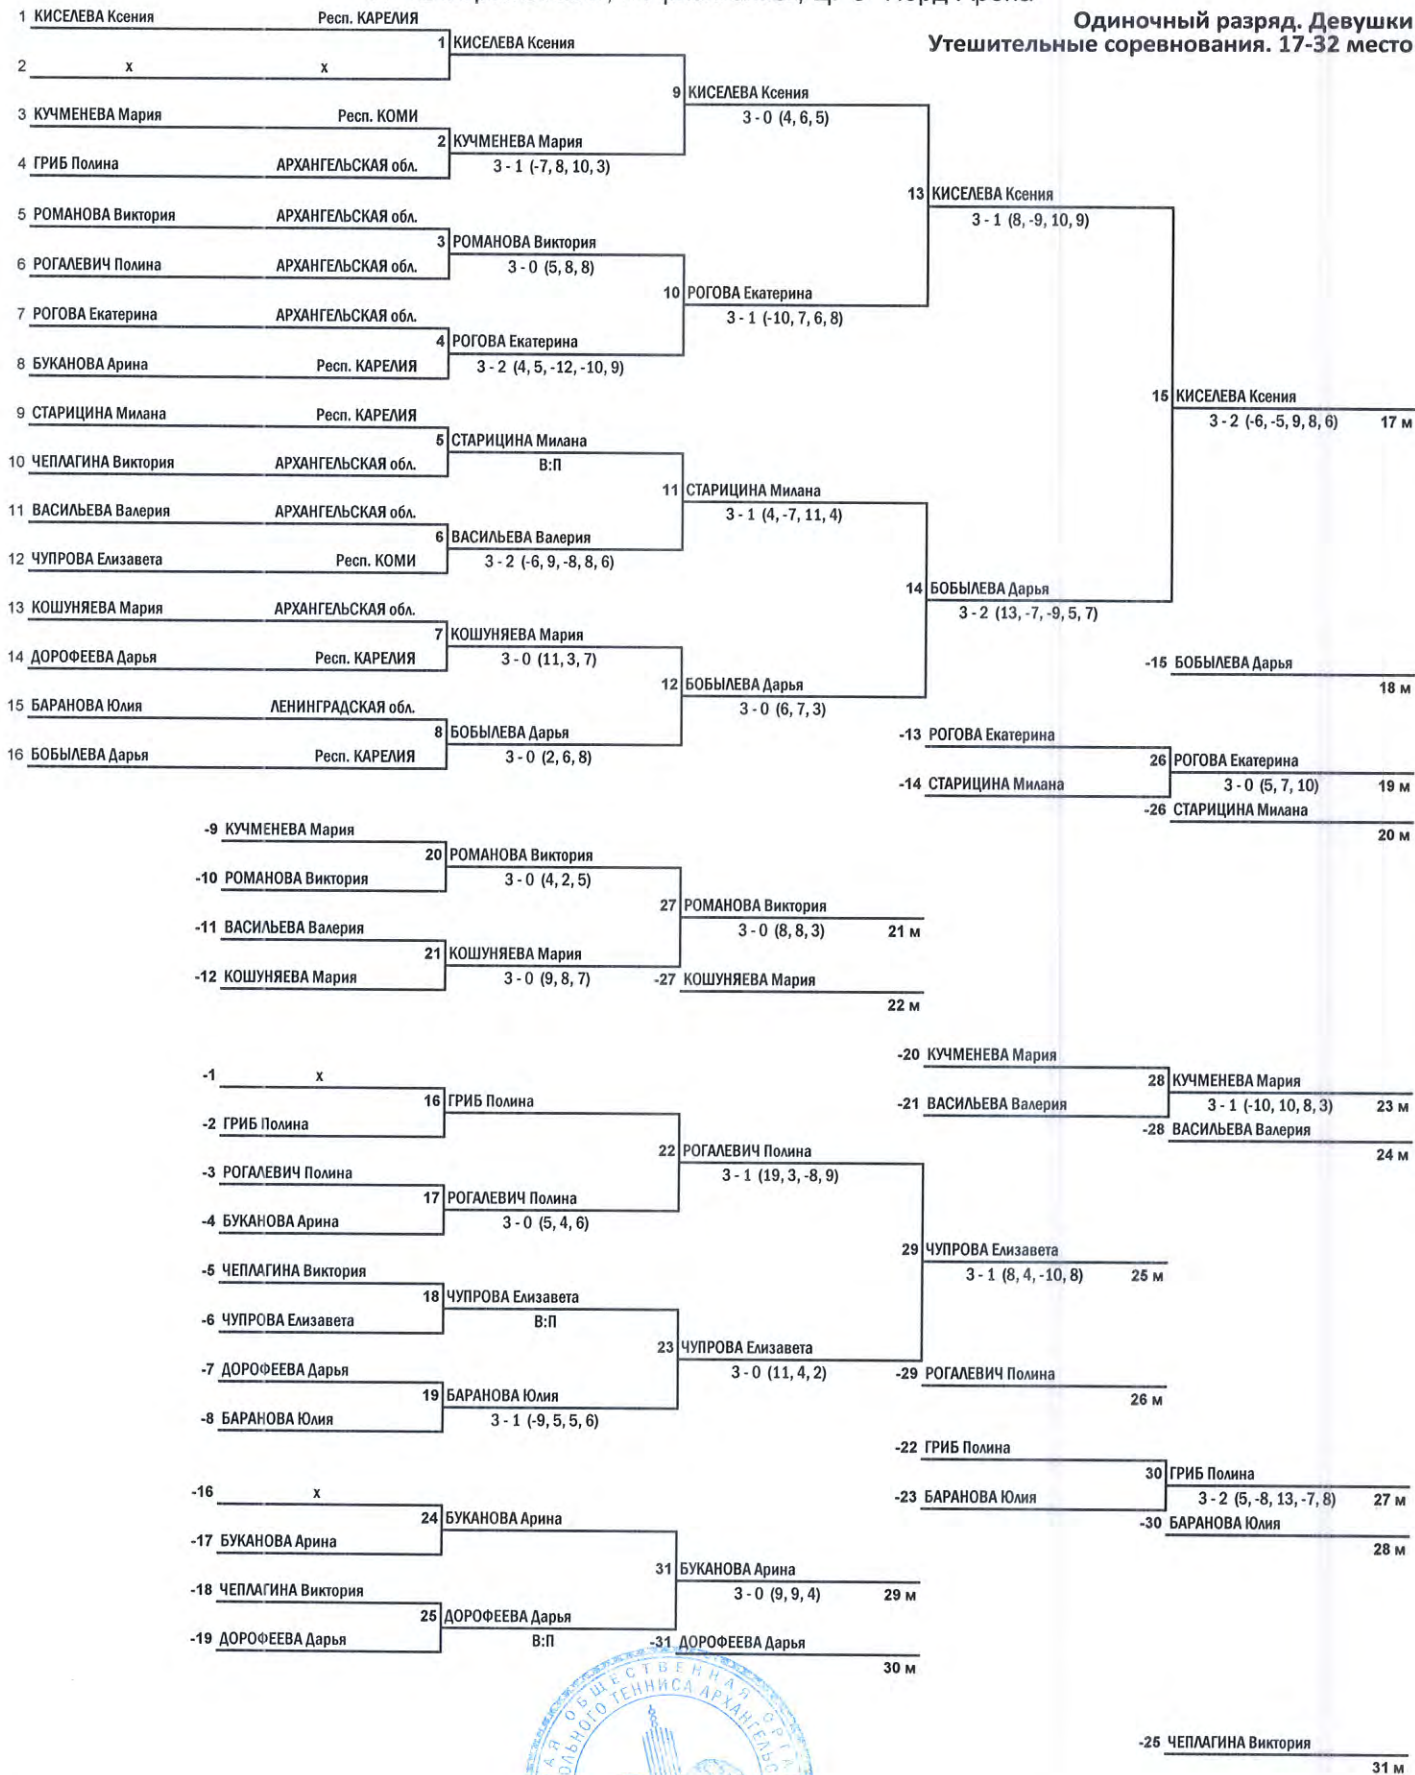 Одиночный разряд. Девушки
Утешительные соревнования. 17-32 место
1 КИСЕЛЕВА Ксения Респ. КАРЕЛИЯ
1 КИСЕЛЕВА Ксения
2 x x
9 КИСЕЛЕВА Ксения
3 - 0 (4, 6, 5)
3 КУЧМЕНЕВА Мария Респ. КОМИ
2 КУЧМЕНЕВА Мария
3 - 1 (-7, 8, 10, 3)
4 ГРИБ Полина АРХАНГЕЛЬСКАЯ обл.
13 КИСЕЛЕВА Ксения
3 - 1 (8, -9, 10, 9)
5 РОМАНОВА Виктория АРХАНГЕЛЬСКАЯ обл.
3 РОМАНОВА Виктория
3 - 0 (5, 8, 8)
6 РОГАЛЕВИЧ Полина АРХАНГЕЛЬСКАЯ обл.
10 РОГОВА Екатерина
3 - 1 (-10, 7, 6, 8)
7 РОГОВА Екатерина АРХАНГЕЛЬСКАЯ обл.
4 РОГОВА Екатерина
3 - 2 (4, 5, -12, -10, 9)
8 БУКАНОВА Арина Респ. КАРЕЛИЯ
15 КИСЕЛЕВА Ксения
3 - 2 (-6, -5, 9, 8, 6) 17 м
9 СТАРИЦИНА Милана Респ. КАРЕЛИЯ
5 СТАРИЦИНА Милана
В:П
10 ЧЕПЛАГИНА Виктория АРХАНГЕЛЬСКАЯ обл.
11 СТАРИЦИНА Милана
3 - 1 (4, -7, 11, 4)
11 ВАСИЛЬЕВА Валерия АРХАНГЕЛЬСКАЯ обл.
6 ВАСИЛЬЕВА Валерия
3 - 2 (-6, 9, -8, 8, 6)
12 ЧУПРОВА Елизавета Респ. КОМИ
14 БОБЫЛЕВА Дарья
3 - 2 (13, -7, -9, 5, 7)
13 КОШУНЯЕВА Мария АРХАНГЕЛЬСКАЯ обл.
7 КОШУНЯЕВА Мария
3 - 0 (11, 3, 7)
14 ДОРОФЕЕВА Дарья Респ. КАРЕЛИЯ
12 БОБЫЛЕВА Дарья
3 - 0 (6, 7, 3)
15 БАРАНОВА Юлия ЛЕНИНГРАДСКАЯ обл.
8 БОБЫЛЕВА Дарья
3 - 0 (2, 6, 8)
16 БОБЫЛЕВА Дарья Респ. КАРЕЛИЯ
-15 БОБЫЛЕВА Дарья
18 м
-13 РОГОВА Екатерина
26 РОГОВА Екатерина
3 - 0 (5, 7, 10) 19 м
-14 СТАРИЦИНА Милана
-26 СТАРИЦИНА Милана
20 м
-9 КУЧМЕНЕВА Мария
20 РОМАНОВА Виктория
3 - 0 (4, 2, 5)
-10 РОМАНОВА Виктория
27 РОМАНОВА Виктория
3 - 0 (8, 8, 3) 21 м
-11 ВАСИЛЬЕВА Валерия
21 КОШУНЯЕВА Мария
3 - 0 (9, 8, 7)
-12 КОШУНЯЕВА Мария
-27 КОШУНЯЕВА Мария
22 м
-20 КУЧМЕНЕВА Мария
28 КУЧМЕНЕВА Мария
3 - 1 (-10, 10, 8, 3) 23 м
-21 ВАСИЛЬЕВА Валерия
-28 ВАСИЛЬЕВА Валерия
24 м
-1 x
16 ГРИБ Полина
-2 ГРИБ Полина
22 РОГАЛЕВИЧ Полина
3 - 1 (19, 3, -8, 9)
-3 РОГАЛЕВИЧ Полина
17 РОГАЛЕВИЧ Полина
3 - 0 (5, 4, 6)
-4 БУКАНОВА Арина
29 ЧУПРОВА Елизавета
3 - 1 (8, 4, -10, 8) 25 м
-5 ЧЕПЛАГИНА Виктория
18 ЧУПРОВА Елизавета
В:П
-6 ЧУПРОВА Елизавета
23 ЧУПРОВА Елизавета
3 - 0 (11, 4, 2)
-7 ДОРОФЕЕВА Дарья
19 БАРАНОВА Юлия
3 - 1 (-9, 5, 5, 6)
-8 БАРАНОВА Юлия
-29 РОГАЛЕВИЧ Полина
26 м
-22 ГРИБ Полина
30 ГРИБ Полина
3 - 2 (5, -8, 13, -7, 8) 27 м
-23 БАРАНОВА Юлия
-30 БАРАНОВА Юлия
28 м
-16 x
24 БУКАНОВА Арина
-17 БУКАНОВА Арина
31 БУКАНОВА Арина
3 - 0 (9, 9, 4) 29 м
-18 ЧЕПЛАГИНА Виктория
25 ДОРОФЕЕВА Дарья
В:П
-19 ДОРОФЕЕВА Дарья
-31 ДОРОФЕЕВА Дарья
30 м
ОБЩЕСТВЕННАЯ
ТЕННИСА
-25 ЧЕПЛАГИНА Виктория
31 м